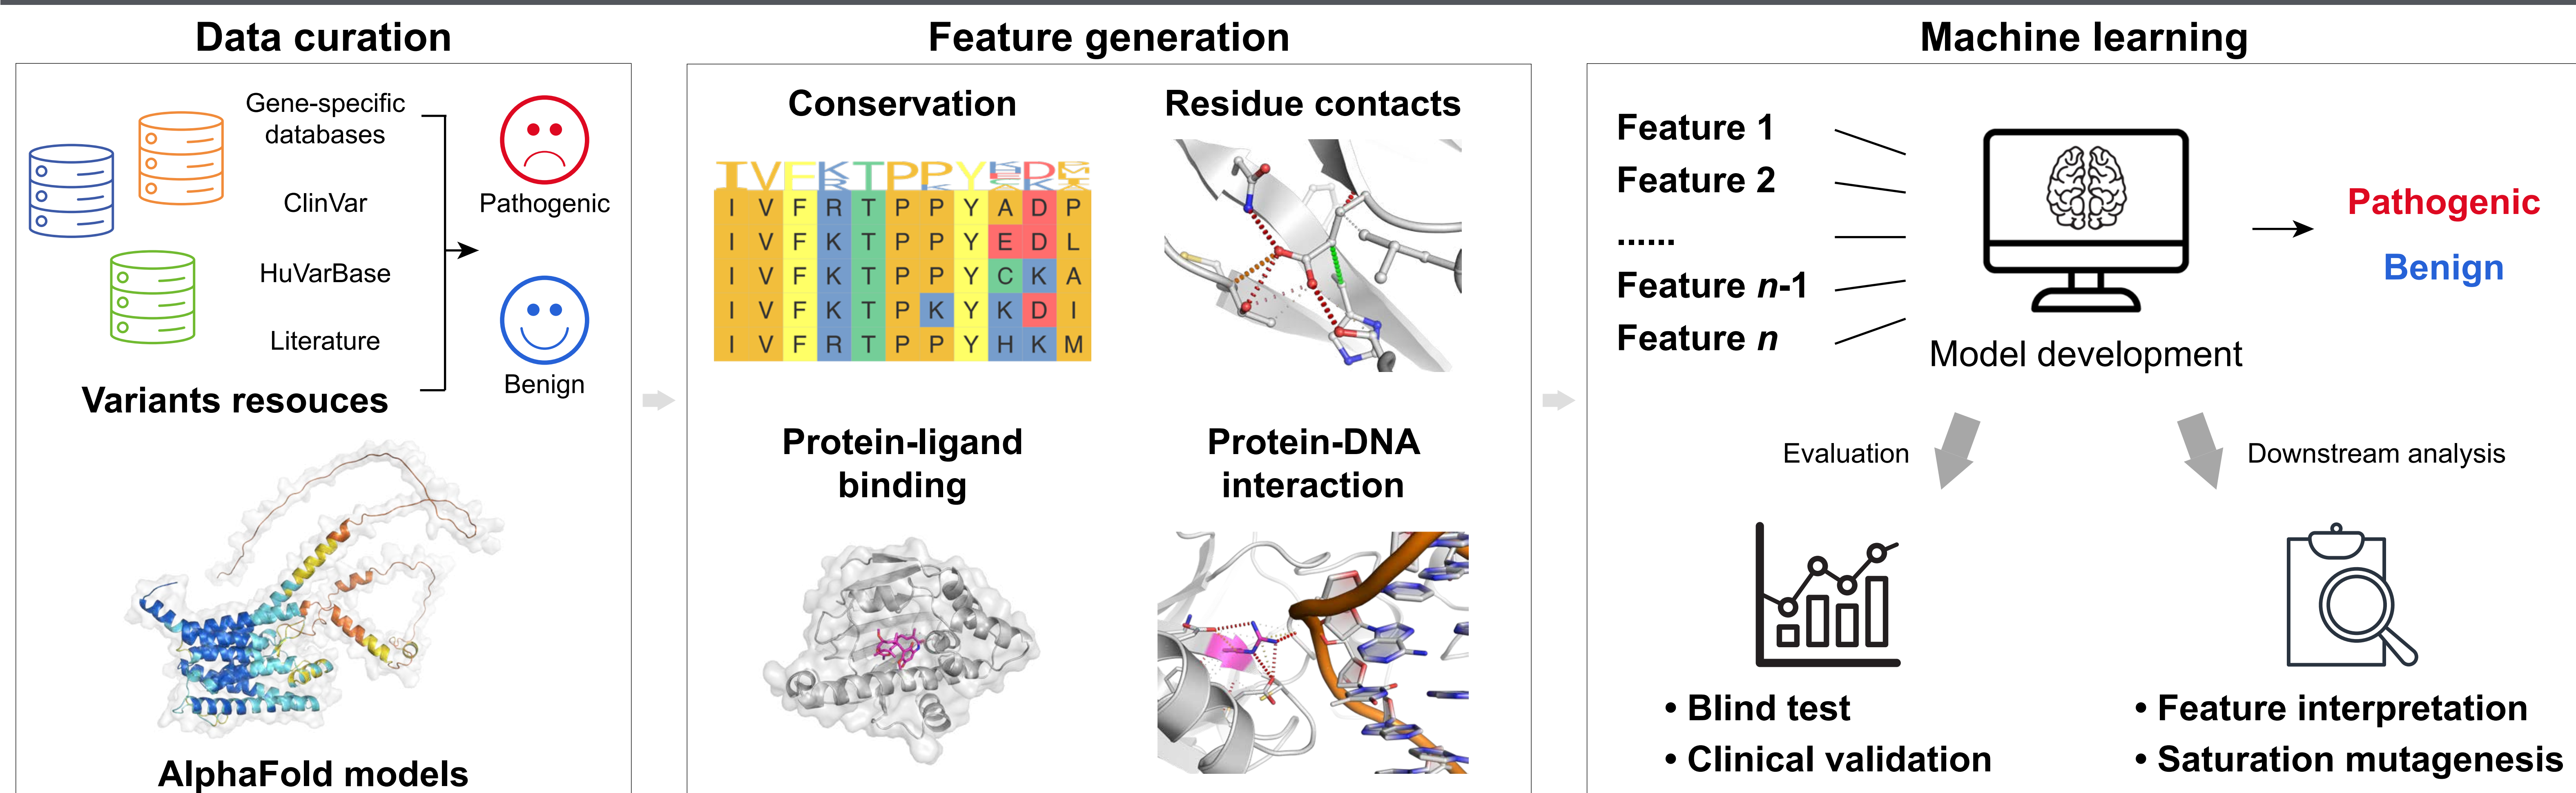 Data curation
Gene-specific
databases
ClinVar
HuVarBase
Literature
Variants resouces
Pathogenic
Benign
AlphaFold models
Feature generation
Conservation
I V F K T P P Y E D M
R K K A I
I V F R T P P Y A D P
I V F K T P P Y E D L
I V F K T P P Y C K A
I V F K T P K Y K D I
I V F R T P P Y H K M
Residue contacts
Protein-ligand
binding
Protein-DNA
interaction
Machine learning
Feature 1
Feature 2
......
Feature n-1
Feature n
Model development
Pathogenic
Benign
Evaluation
Downstream analysis
• Blind test
• Clinical validation
• Feature interpretation
• Saturation mutagenesis